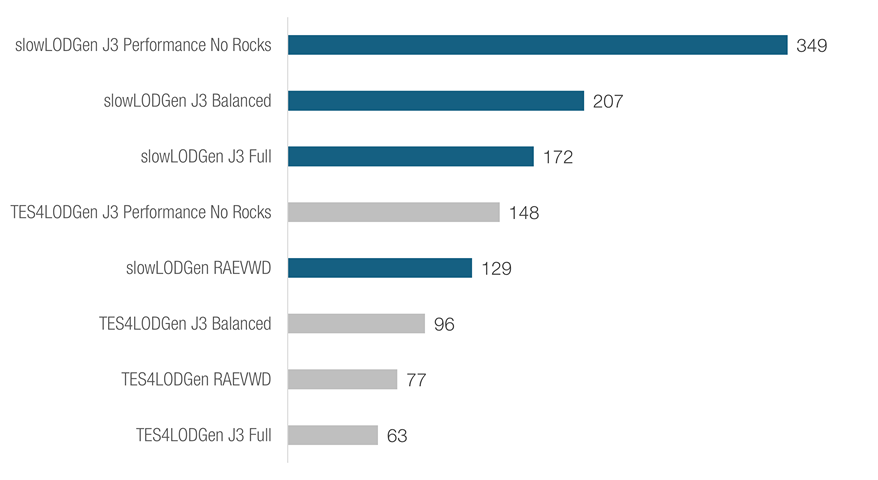 slowLODGen J3 Performance No Rocks 349
slowLODGen J3 Balanced 207
slowLODGen J3 Full 172
TES4LODGen J3 Performance No Rocks 148
slowLODGen RAEVWD 129
TES4LODGen J3 Balanced 96
TES4LODGen RAEVWD 77
TES4LODGen J3 Full 63